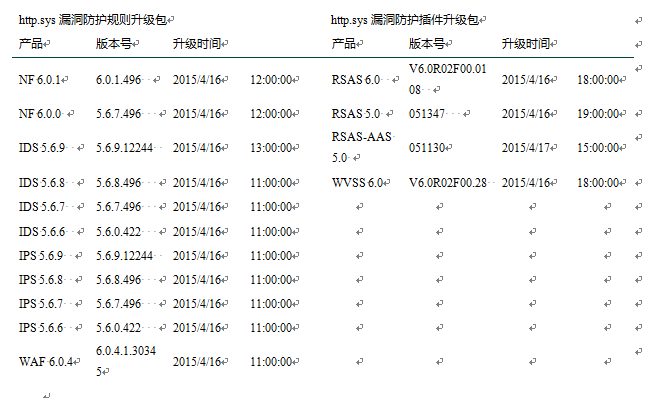 http.sys 漏洞防护规则升级包 http.sys 漏洞防护插件升级包
产品 版本号 升级时间 产品 版本号 升级时间
NF 6.0.1 6.0.1.496 2015/4/16 12:00:00 RSAS 6.0 V6.0R02F00.01
08 2015/4/16 18:00:00
NF 6.0.0 5.6.7.496 2015/4/16 12:00:00 RSAS 5.0 051347 2015/4/16 19:00:00
IDS 5.6.9 5.6.9.12244 2015/4/16 13:00:00 RSAS-AAS
5.0 051130 2015/4/17 15:00:00
IDS 5.6.8 5.6.8.496 2015/4/16 11:00:00 WVSS 6.0 V6.0R02F00.28 2015/4/16 18:00:00
IDS 5.6.7 5.6.7.496 2015/4/16 11:00:00
IDS 5.6.6 5.6.0.422 2015/4/16 11:00:00
IPS 5.6.9 5.6.9.12244 2015/4/16 11:00:00
IPS 5.6.8 5.6.8.496 2015/4/16 11:00:00
IPS 5.6.7 5.6.7.496 2015/4/16 11:00:00
IPS 5.6.6 5.6.0.422 2015/4/16 11:00:00
WAF 6.0.4 6.0.4.1.3034
5 2015/4/16 11:00:00